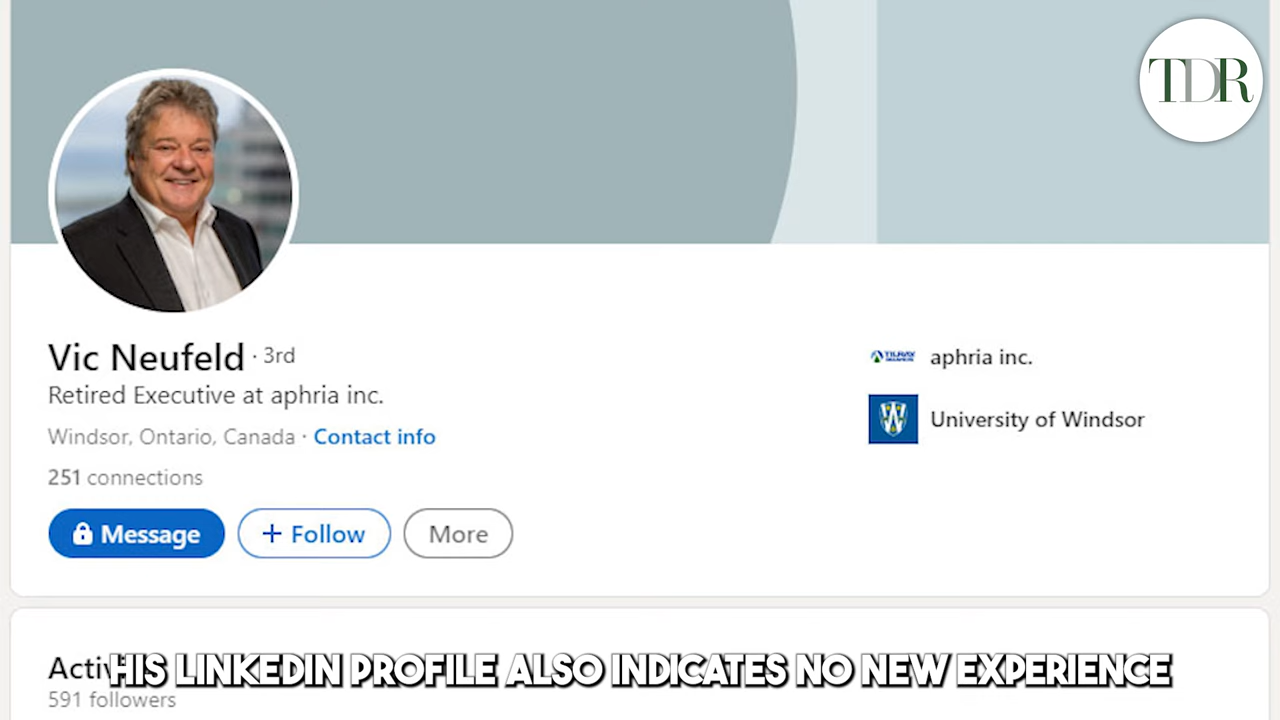 TDR
Vic Neufeld · 3rd
Retired Executive at aphria inc.
Windsor, Ontario, Canada · Contact info
251 connections
Message
+ Follow
More
TILRAY
aphria inc.
W
University of Windsor
HIS LINKEDIN PROFILE ALSO INDICATES NO NEW EXPERIENCE
591 followers